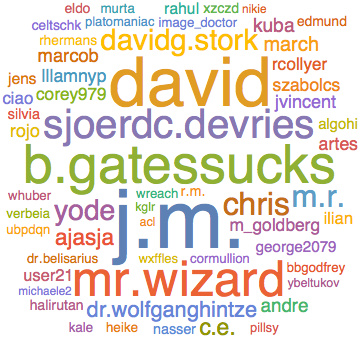 eldo murta rahul xzczd nikie
celtschk platomaniac image_doctor kuba edmund
rhermans davidg.stork march
marcob david rcollyer
jens lllamnyp szabolcs
ciao corey979 jvincent
silvia sjoerdc.devries algohi
rojo artes
b.gatessucks
whuber wreach r.m. chris m.r.
verbeia yode j.m. kglr m_goldberg ilian
ubpdqn ajasja acl george2079
dr.belisarius wxffles cormullion
user21 mr.wizard bbgodfrey
michaele2 ybeltukov
halirutan dr.wolfganghintze andre
kale heike nasser c.e. pillsy